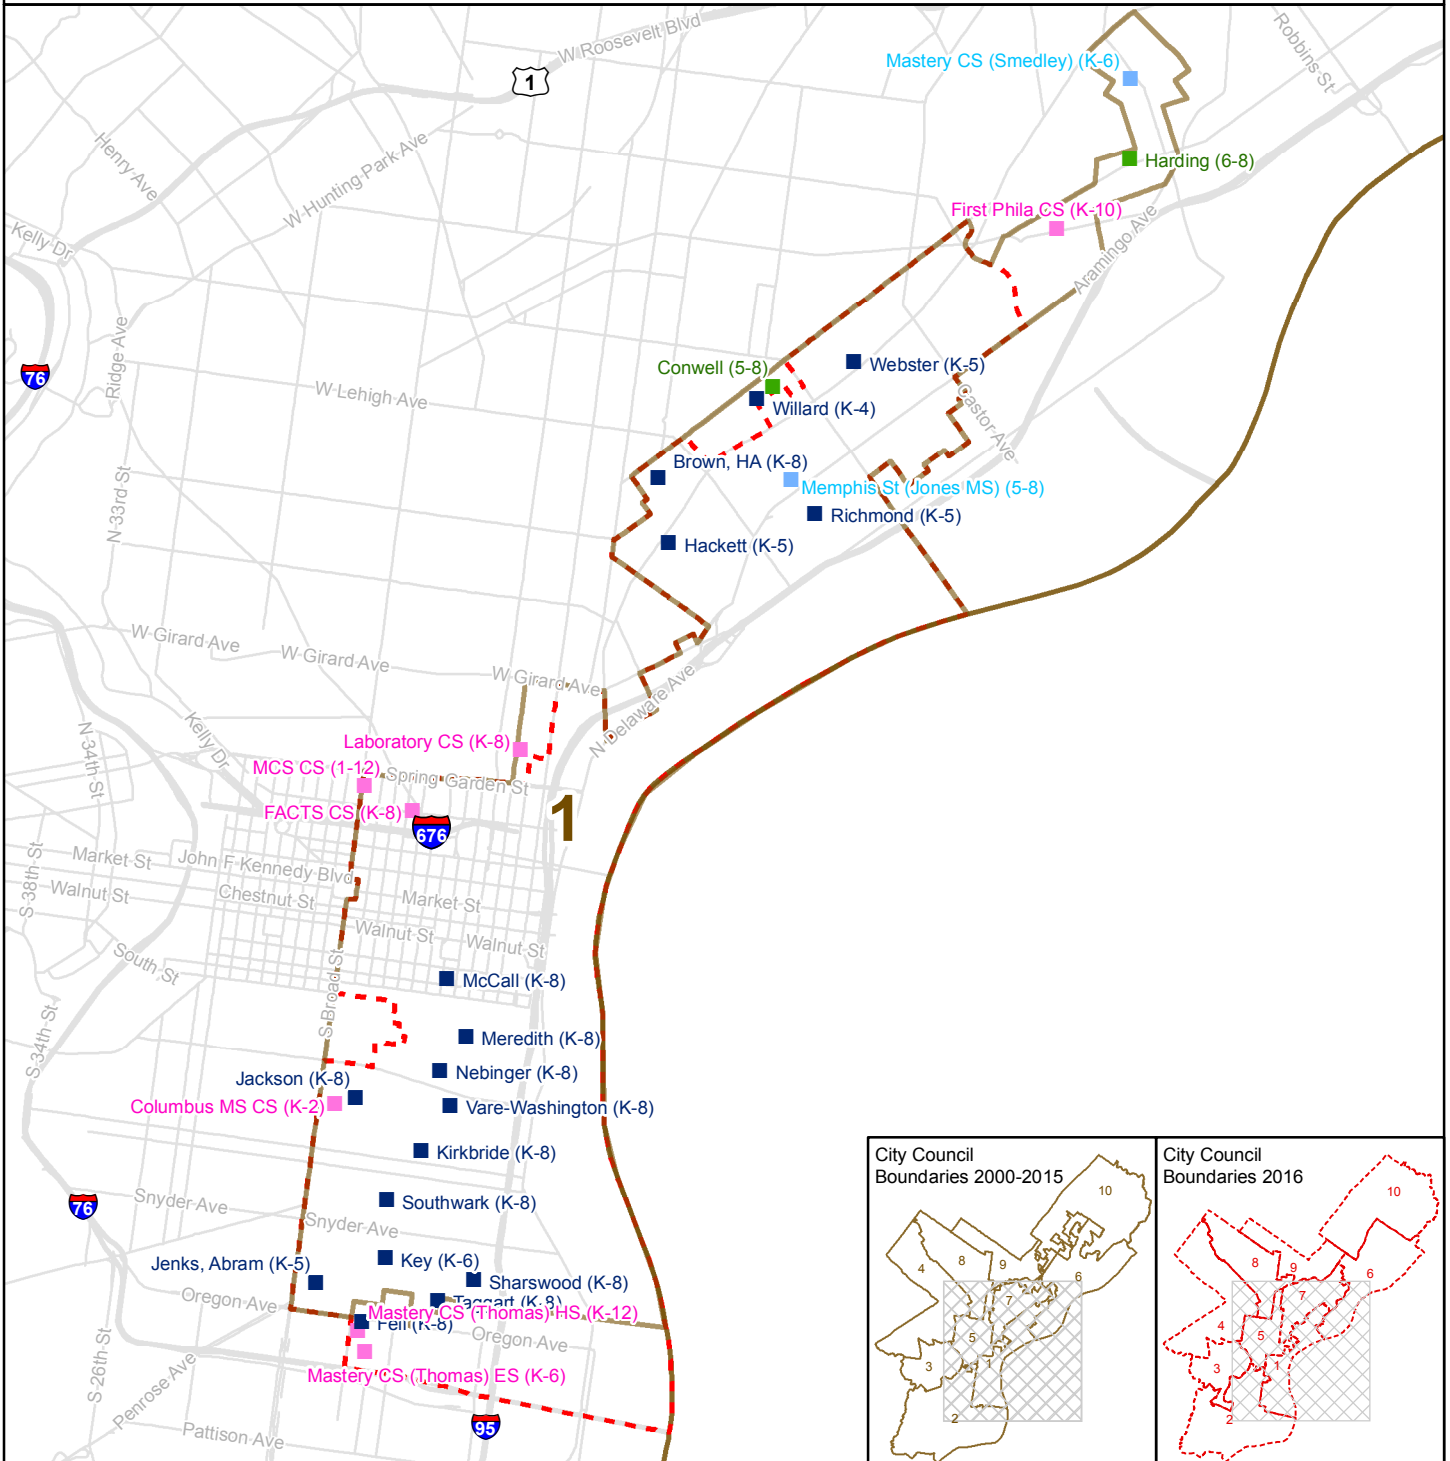 W Roosevelt Blvd
Robbins St
Mastery CS (Smedley) (K-6)
1
Henry Ave
W Hunting Park Ave
Harding (6-8)
First Phila CS (K-10)
Kelly Dr
Aramingo Ave
Ridge Ave
76
Conwell (5-8)
Webster (K-5)
W Lehigh Ave
Willard (K-4)
Castor Ave
Brown, HA (K-8)
N 33rd St
Memphis St (Jones MS) (5-8)
Richmond (K-5)
Hackett (K-5)
W Girard Ave
W Girard Ave
W Girard Ave
N Delaware Ave
N 34th St
Kelly Dr
Laboratory CS (K-8)
MCS CS (1-12)
Spring Garden St
FACTS CS (K-8)
676
1
Market St
John F Kennedy Blvd
S 38th St
Walnut St
Chestnut St
Market St
Walnut St
Walnut St
South St
McCall (K-8)
S Broad St
S 34th St
Meredith (K-8)
Nebinger (K-8)
Jackson (K-8)
Columbus MS CS (K-2)
Vare-Washington (K-8)
Kirkbride (K-8)
City Council
Boundaries 2000-2015
10
8
9
4
6
7
5
3
1
2
City Council
Boundaries 2016
10
8
9
6
7
4
5
3
1
2
76
Snyder Ave
Southwark (K-8)
Snyder Ave
Jenks, Abram (K-5)
Key (K-6)
Sharswood (K-8)
Oregon Ave
Taggart (K-8)
Mastery CS (Thomas) HS (K-12)
Fell (K-8)
Oregon Ave
S 26th St
Penrose Ave
Mastery CS (Thomas) ES (K-6)
95
Pattison Ave